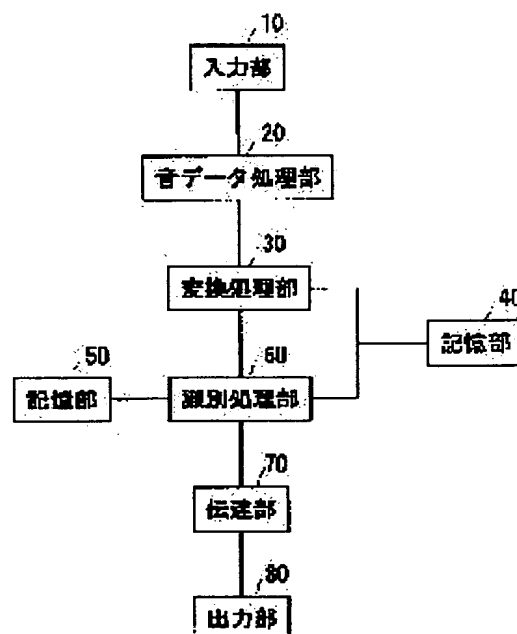 10
入力部
20
音データ処理部
30
変換処理部
40
記憶部
50
記憶部
60
識別処理部
70
伝達部
80
出力部